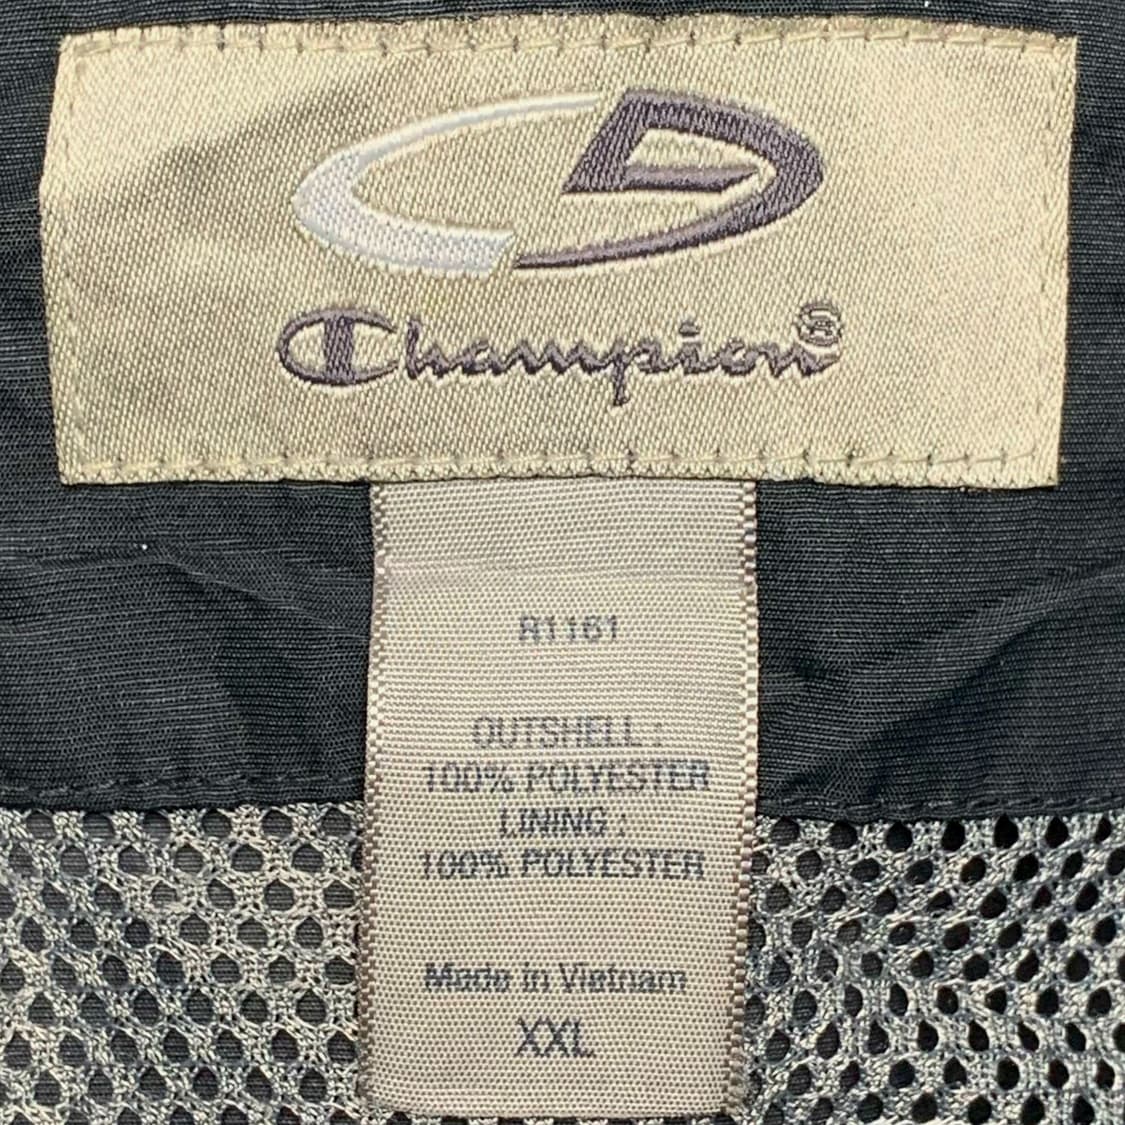 Champion®
R1161
OUTSHELL :
100% POLYESTER
LINING :
100% POLYESTER
Made in Vietnam
XXL